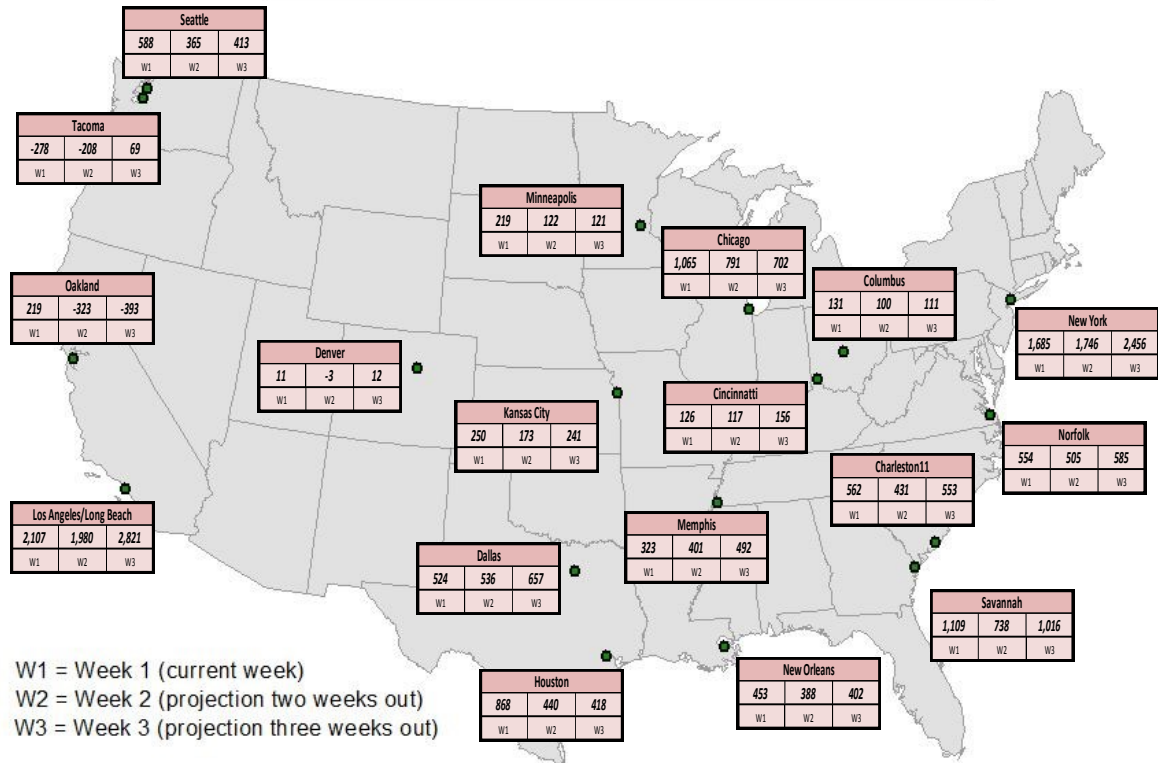 Seattle
588 365 413
W1 W2 W3
Tacoma
-278 -208 69
W1 W2 W3
Minneapolis
219 122 121
W1 W2 W3
Chicago
1,065 791 702
W1 W2 W3
Columbus
131 100 111
W1 W2 W3
Oakland
219 -323 -393
W1 W2 W3
New York
1,685 1,746 2,456
W1 W2 W3
Denver
11 -3 12
W1 W2 W3
Cincinnatti
126 117 156
W1 W2 W3
Kansas City
250 173 241
W1 W2 W3
Norfolk
554 505 585
W1 W2 W3
Charleston11
562 431 553
W1 W2 W3
Los Angeles/Long Beach
2,107 1,980 2,821
W1 W2 W3
Memphis
323 401 492
W1 W2 W3
Dallas
524 536 657
W1 W2 W3
Savannah
1,109 738 1,016
W1 W2 W3
New Orleans
453 388 402
W1 W2 W3
Houston
868 440 418
W1 W2 W3
W1 = Week 1 (current week)
W2 = Week 2 (projection two weeks out)
W3 = Week 3 (projection three weeks out)